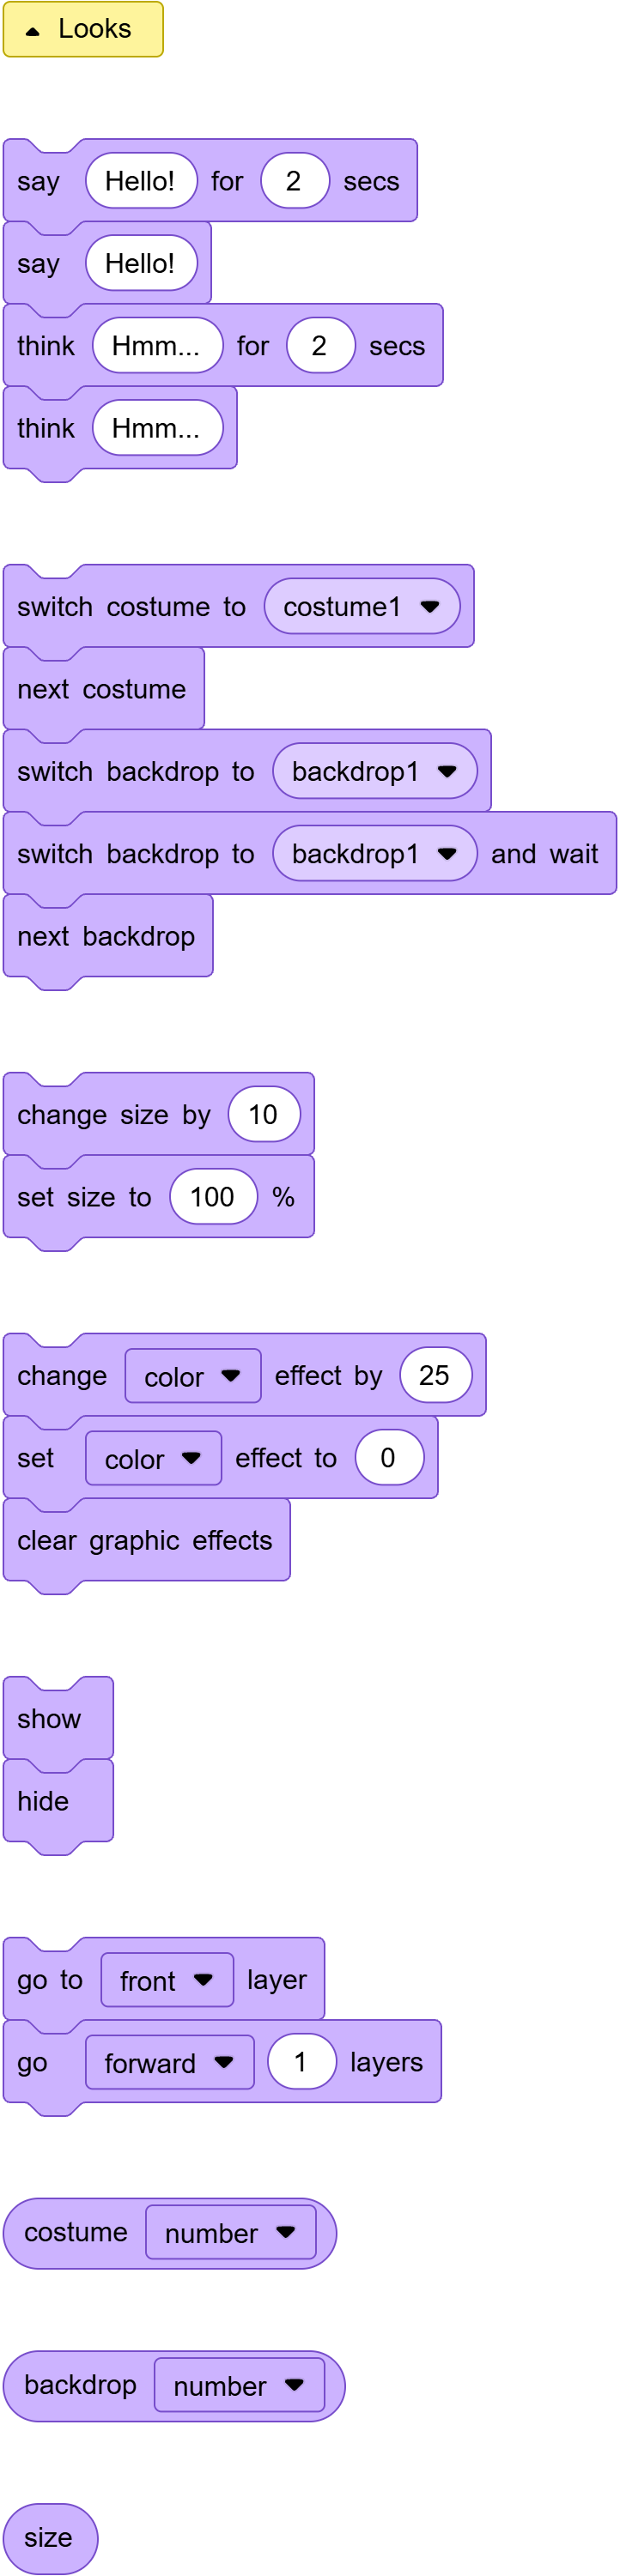 Looks
say Hello! for 2 secs
say Hello!
think Hmm... for 2 secs
think Hmm...
switch costume to costume1
next costume
switch backdrop to backdrop1
switch backdrop to backdrop1 and wait
next backdrop
change size by 10
set size to 100 %
change color effect by 25
set color effect to 0
clear graphic effects
show
hide
go to front layer
go forward 1 layers
costume number
backdrop number
size